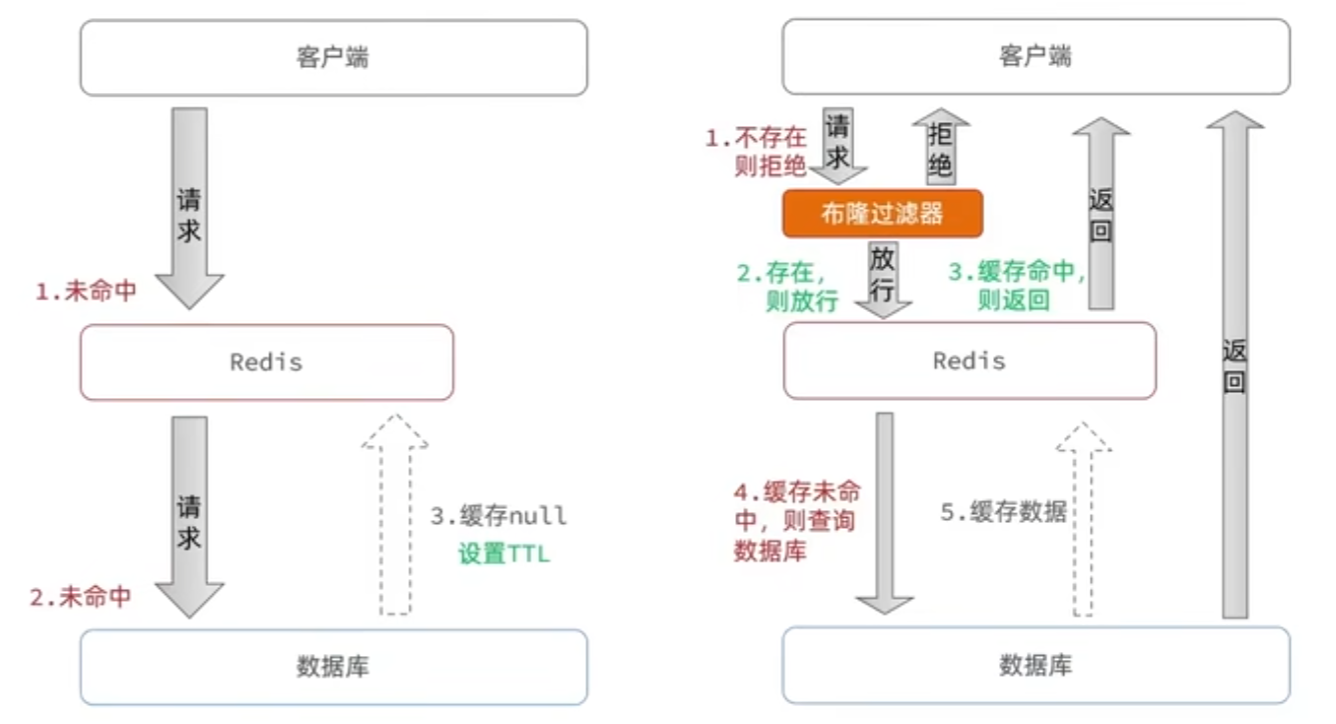 客户端
请
求
1.未命中
Redis
请
求
3.缓存null
设置TTL
2.未命中
数据库
客户端
1.不存在
则拒绝
请
求
拒
绝
布隆过滤器
2.存在，
则放行
放
行
3.缓存命中，
则返回
返
回
Redis
返
回
4.缓存未命
中，则查询
数据库
5.缓存数据
数据库